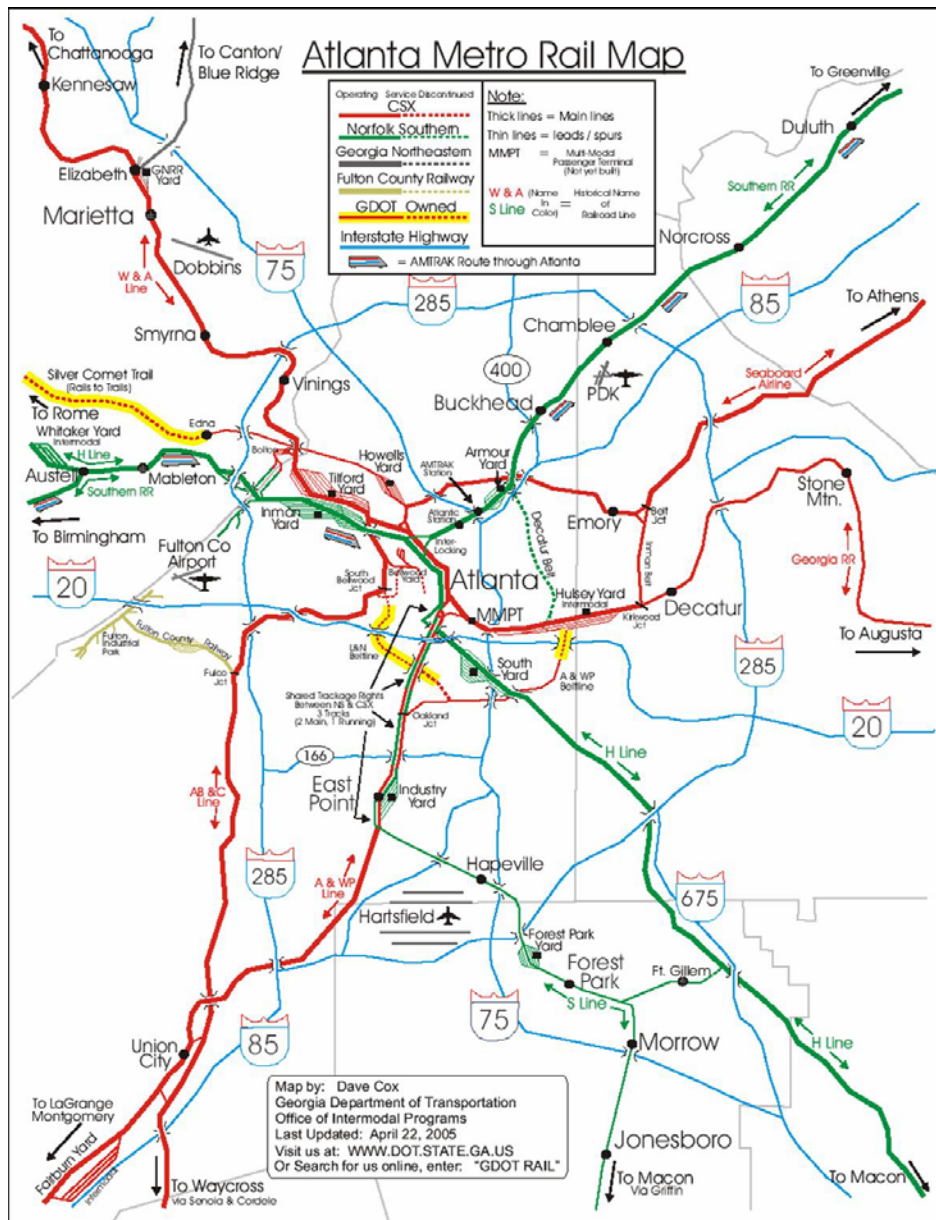 Atlanta Metro Rail Map
To
Chattanooga
Kennesaw
To Canton/
Blue Ridge
Operating Service Discontinued
CSX
Norfolk Southern
Georgia Northeastern
Fulton County Railway
GDOT Owned
Interstate Highway
= AMTRAK Route through Atlanta
Note:
Thick lines = Main lines
Thin lines = leads / spurs
MMPT = Multi-Modal
Passenger Terminal
(Not yet built)
W & A (Name
S Line In
Color)
= Historical Name
of
Railroad Line
To Greenville
Duluth
Southern RR
Norcross
Elizabeth
GNRR
Yard
Marietta
Dobbins
75
285
85
W & A
Line
Smyrna
Vinings
Chamblee
400
PDK
Buckhead
To Athens
Seaboard
Airline
Silver Comet Trail
(Rails to Trails)
To Rome
Edna
Whitaker Yard
Intermodal
H Line
Austell
Mableton
Southern RR
To Birmingham
Bolton
Tilford
Yard
Howells
Yard
AMTRAK
Station
Armour
Yard
Inman
Yard
Atlantic
Station
Inter-
Locking
Decatur Belt
Emory
Belt
Jct
Inman Belt
Stone
Mtn.
Georgia RR
Fulton Co
Airport
20
South
Bellwood
Jct
Bellwood
Yard
Atlanta
MMPT
Hulsey Yard
Intermodal
Kirkwood
Jct
Decatur
To Augusta
Fulton
Industrial
Park
Fulton County Railway
Fulco
Jct
L&N
Beltline
South
Yard
A & WP
Beltline
285
20
Shared Trackage Rights
Between NS & CSX
3 Tracks
(2 Main, 1 Running)
Oakland
Jct
166
H Line
East
Point
Industry
Yard
AB & C
Line
285
A & WP
Line
Hapeville
Hartsfield
675
Forest Park
Yard
Forest
Park
Ft. Gillem
S Line
75
Morrow
H Line
85
Union
City
Map by: Dave Cox
Georgia Department of Transportation
Office of Intermodal Programs
Last Updated: April 22, 2005
Visit us at: WWW.DOT.STATE.GA.US
Or Search for us online, enter: "GDOT RAIL"
To LaGrange
Montgomery
Fairburn Yard
Intermodal
To Waycross
via Senoia & Cordele
Jonesboro
To Macon
Via Griffin
To Macon